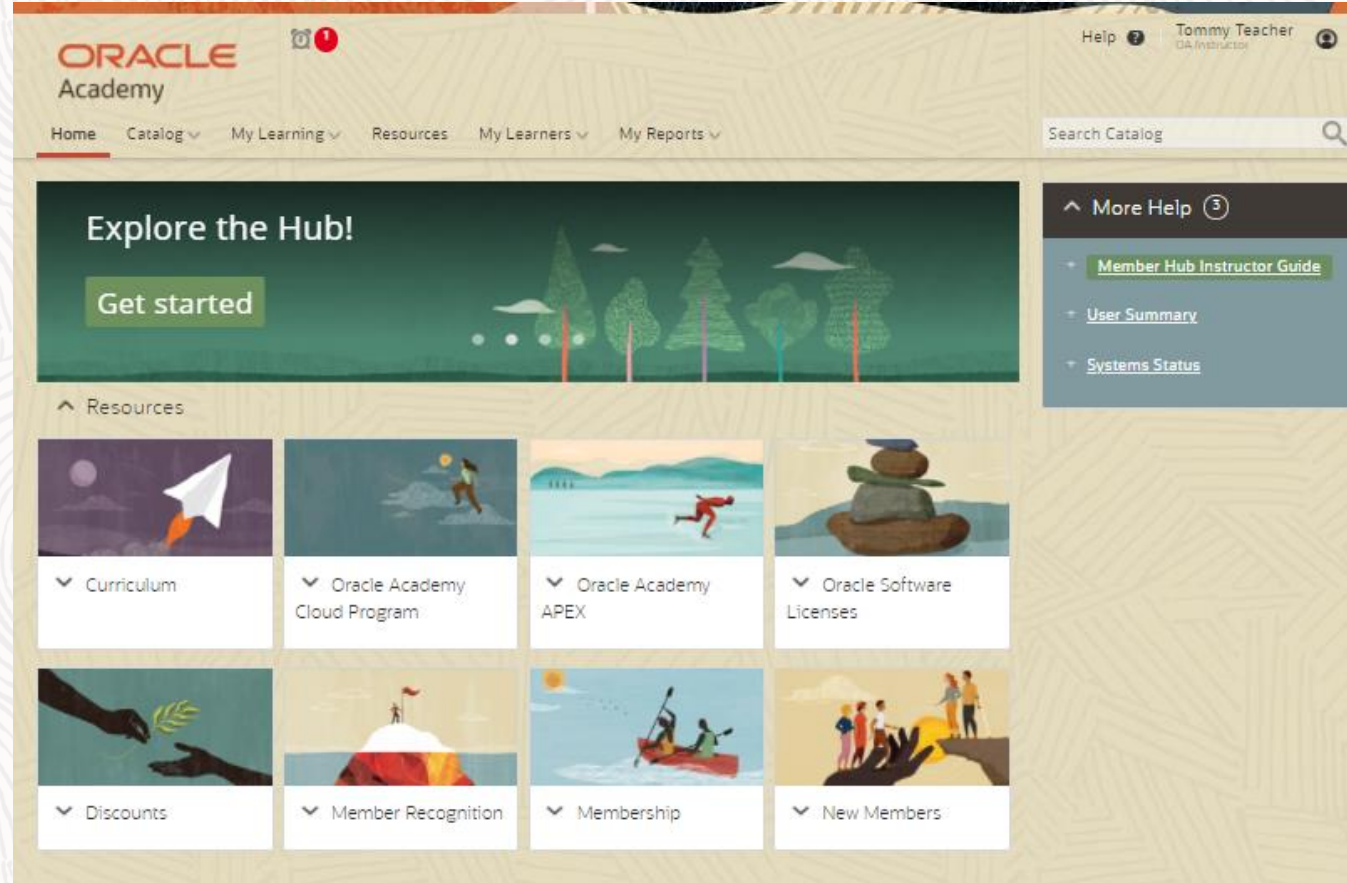 ORACLE
Academy
1
Help ?
Tommy Teacher
OA Instructor
Home Catalog My Learning Resources My Learners My Reports
Search Catalog
Explore the Hub!
Get started
More Help 3
Member Hub Instructor Guide
User Summary
Systems Status
Resources
Curriculum
Oracle Academy
Cloud Program
Oracle Academy
APEX
Oracle Software
Licenses
Discounts
Member Recognition
Membership
New Members